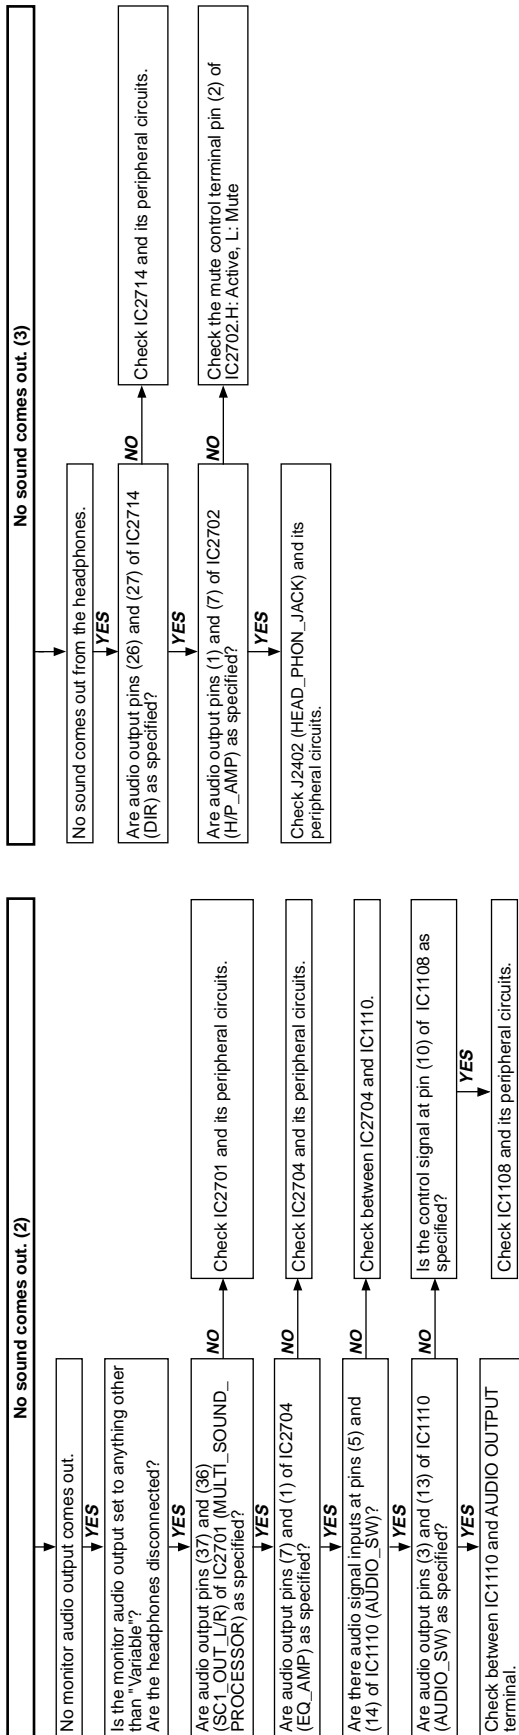 No sound comes out. (2)
No monitor audio output comes out.
YES
Is the monitor audio output set to anything other
than "Variable"?
Are the headphones disconnected?
YES
Are audio output pins (37) and (36)
(SC1_OUT_L/R) of IC2701 (MULTI_SOUND_
PROCESSOR) as specified?
NO
Check IC2701 and its peripheral circuits.
YES
Are audio output pins (7) and (1) of IC2704
(EQ_AMP) as specified?
NO
Check IC2704 and its peripheral circuits.
YES
Are there audio signal inputs at pins (5) and
(14) of IC1110 (AUDIO_SW)?
NO
Check between IC2704 and IC1110.
YES
Are audio output pins (3) and (13) of IC1110
(AUDIO_SW) as specified?
NO
Is the control signal at pin (10) of IC1108 as
specified?
YES
Check IC1108 and its peripheral circuits.
YES
Check between IC1110 and AUDIO OUTPUT
terminal.
No sound comes out. (3)
No sound comes out from the headphones.
YES
Are audio output pins (26) and (27) of IC2714
(DIR) as specified?
NO
Check IC2714 and its peripheral circuits.
YES
Are audio output pins (1) and (7) of IC2702
(H/P_AMP) as specified?
NO
Check the mute control terminal pin (2) of
IC2702.H: Active, L: Mute
YES
Check J2402 (HEAD_PHON_JACK) and its
peripheral circuits.